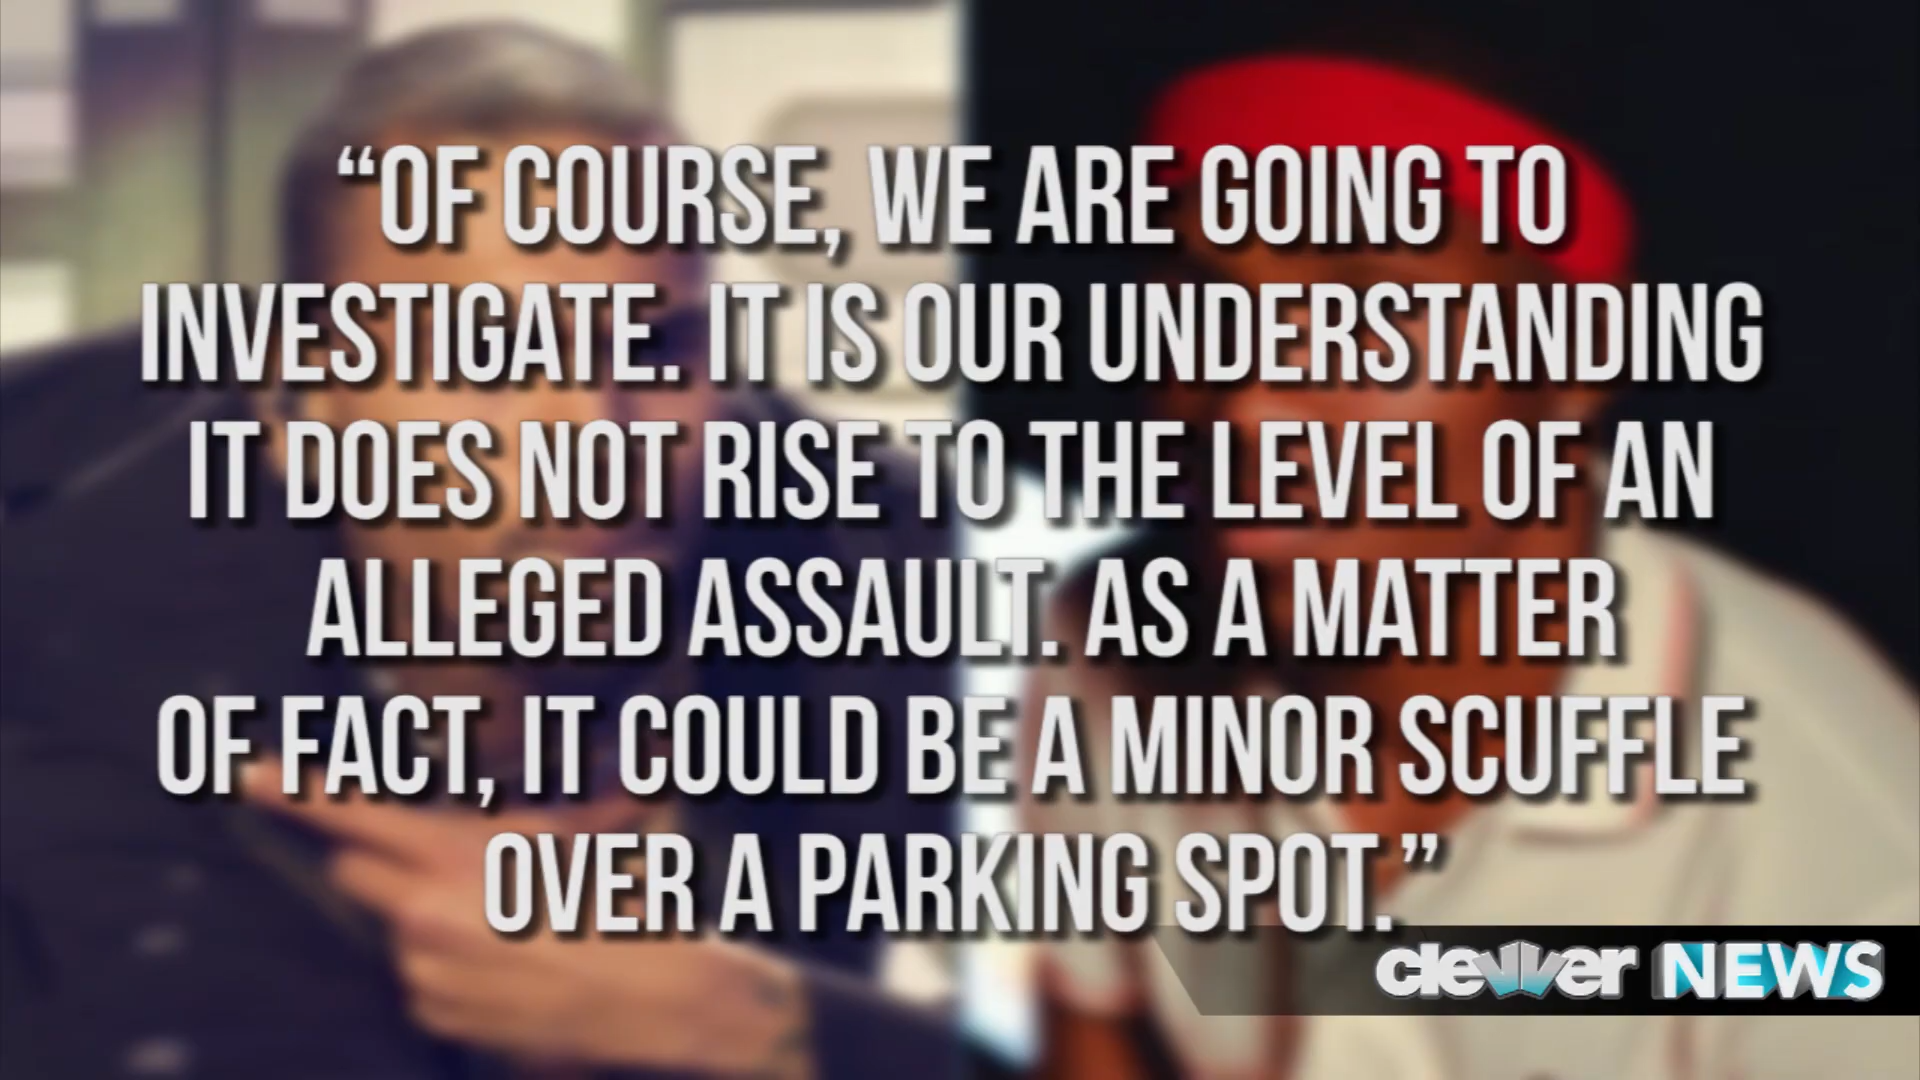 “OF COURSE, WE ARE GOING TO
INVESTIGATE. IT IS OUR UNDERSTANDING
IT DOES NOT RISE TO THE LEVEL OF AN
ALLEGED ASSAULT. AS A MATTER
OF FACT, IT COULD BE A MINOR SCUFFLE
OVER A PARKING SPOT.”
clevver NEWS